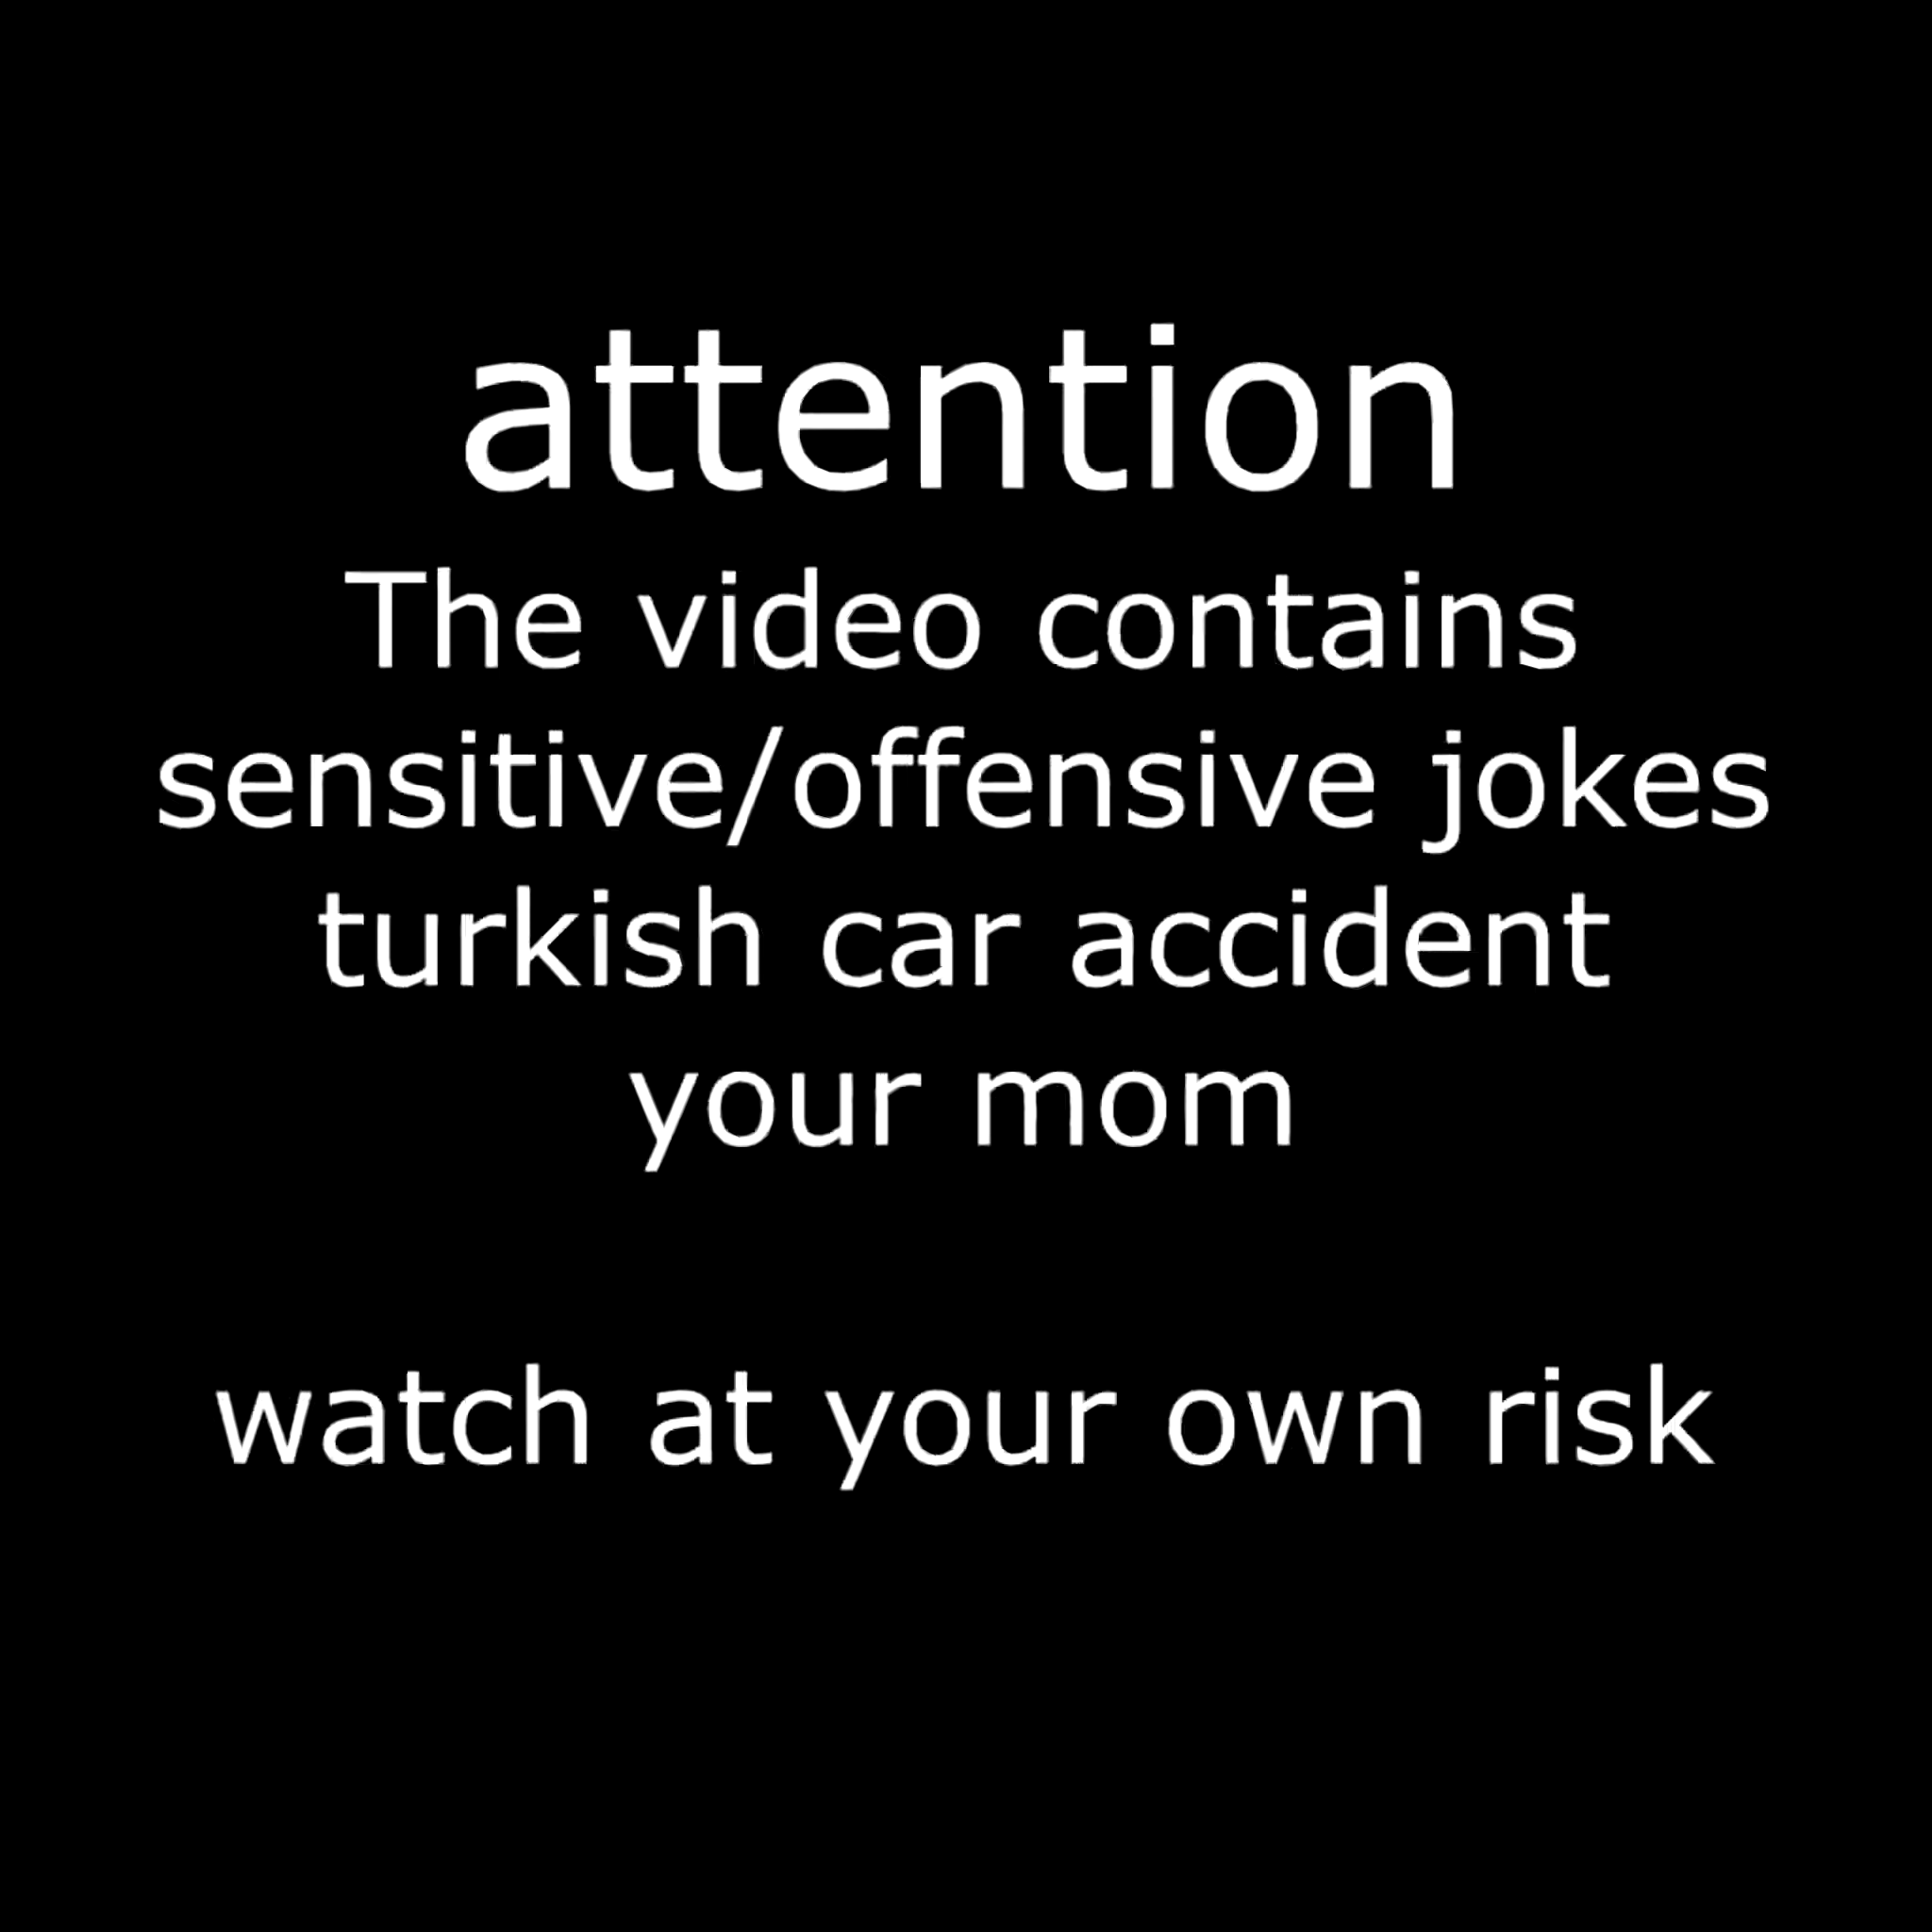 attention
The video contains
sensitive/offensive jokes
turkish car accident
your mom
watch at your own risk